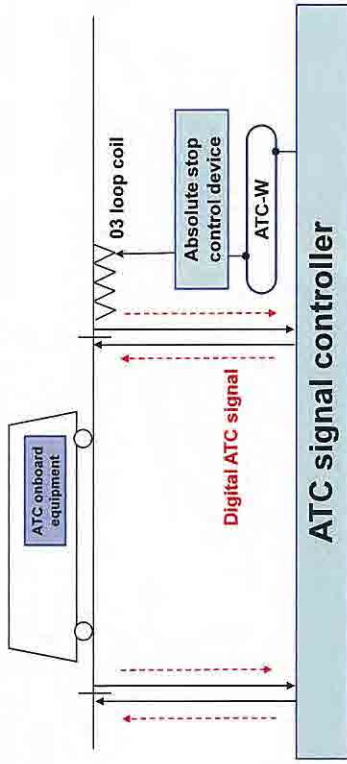 ATC onboard
equipment
03 loop coil
Absolute stop
control device
ATC-W
Digital ATC signal
ATC signal controller